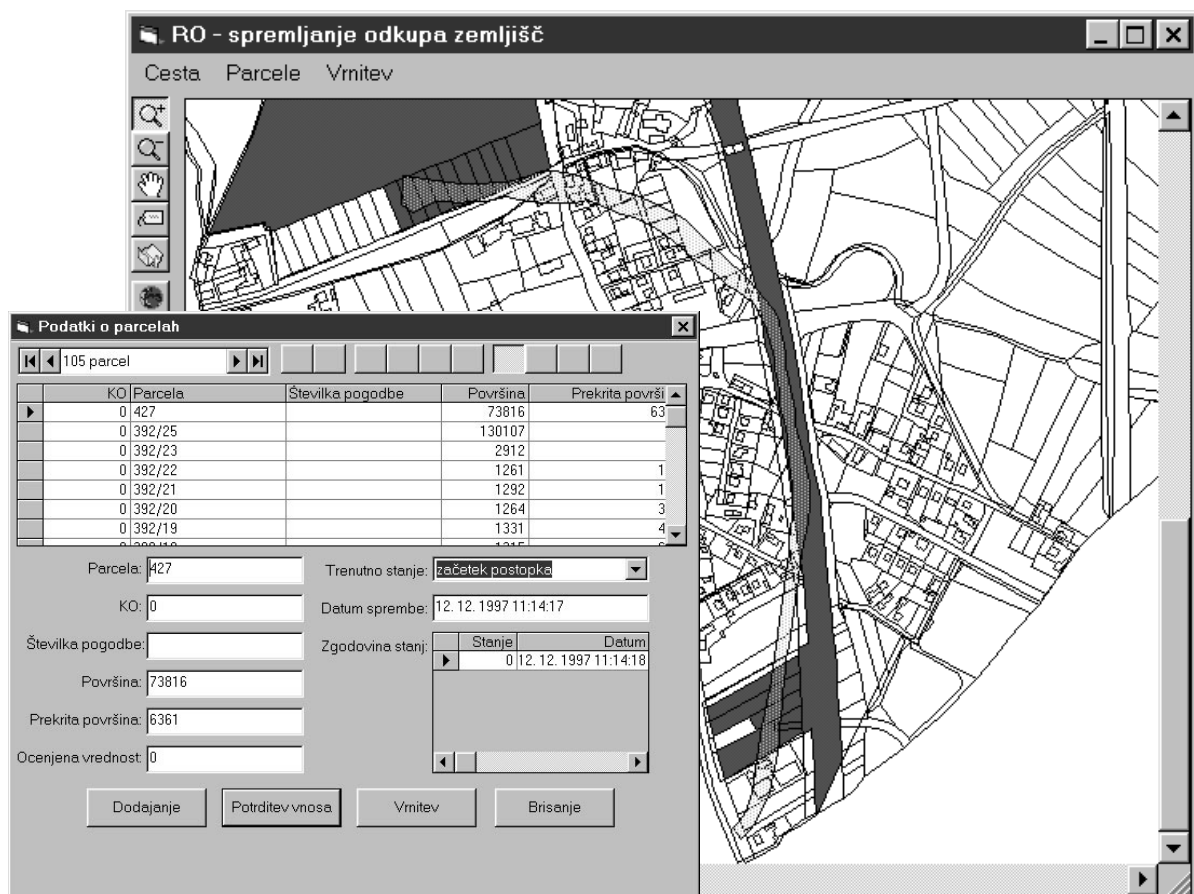 RO - spremljanje odkupa zemljišč
Cesta Parcele Vrnitev
Podatki o parcelah
105 parcel
KO Parcela Številka pogodbe Površina Prekrita površi
0 427 73816 63
0 392/25 130107
0 392/23 2912
0 392/22 1261 1
0 392/21 1292 1
0 392/20 1264 3
0 392/19 1331 4
Parcela: 427
KO: 0
Številka pogodbe:
Površina: 73816
Prekrita površina: 6361
Ocenjena vrednost: 0
Trenutno stanje: začetek postopka
Datum sprembe: 12. 12. 1997 11:14:17
Zgodovina stanj:
Stanje Datum
0 12. 12. 1997 11:14:18
Dodajanje Potrditev vnosa Vrnitev Brisanje